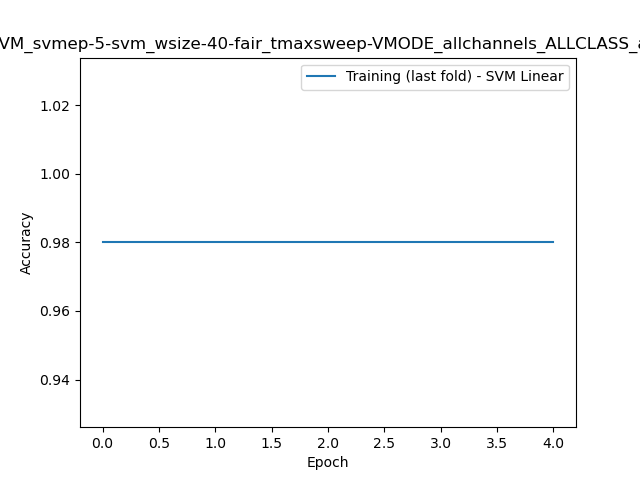 VM_svmep-5-svm_wsize-40-fair_tmaxsweep-VMODE_allchannels_ALLCLASS_a
Training (last fold) - SVM Linear
1.02
1.00
0.98
0.96
0.94
Accuracy
0.0 0.5 1.0 1.5 2.0 2.5 3.0 3.5 4.0
Epoch